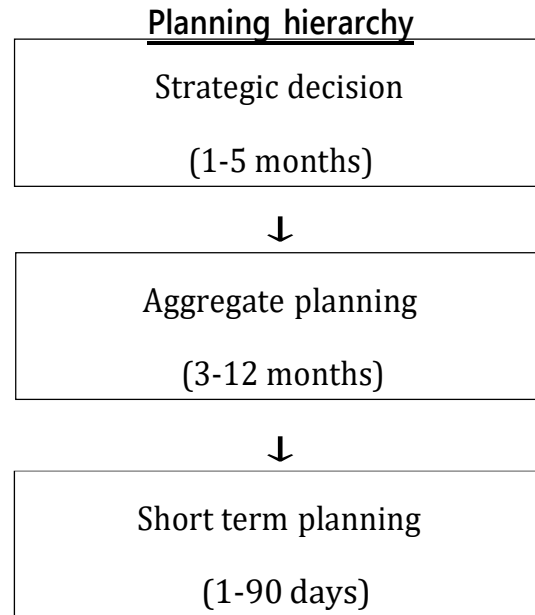 Planning hierarchy
Strategic decision
(1-5 months)
↓
Aggregate planning
(3-12 months)
↓
Short term planning
(1-90 days)